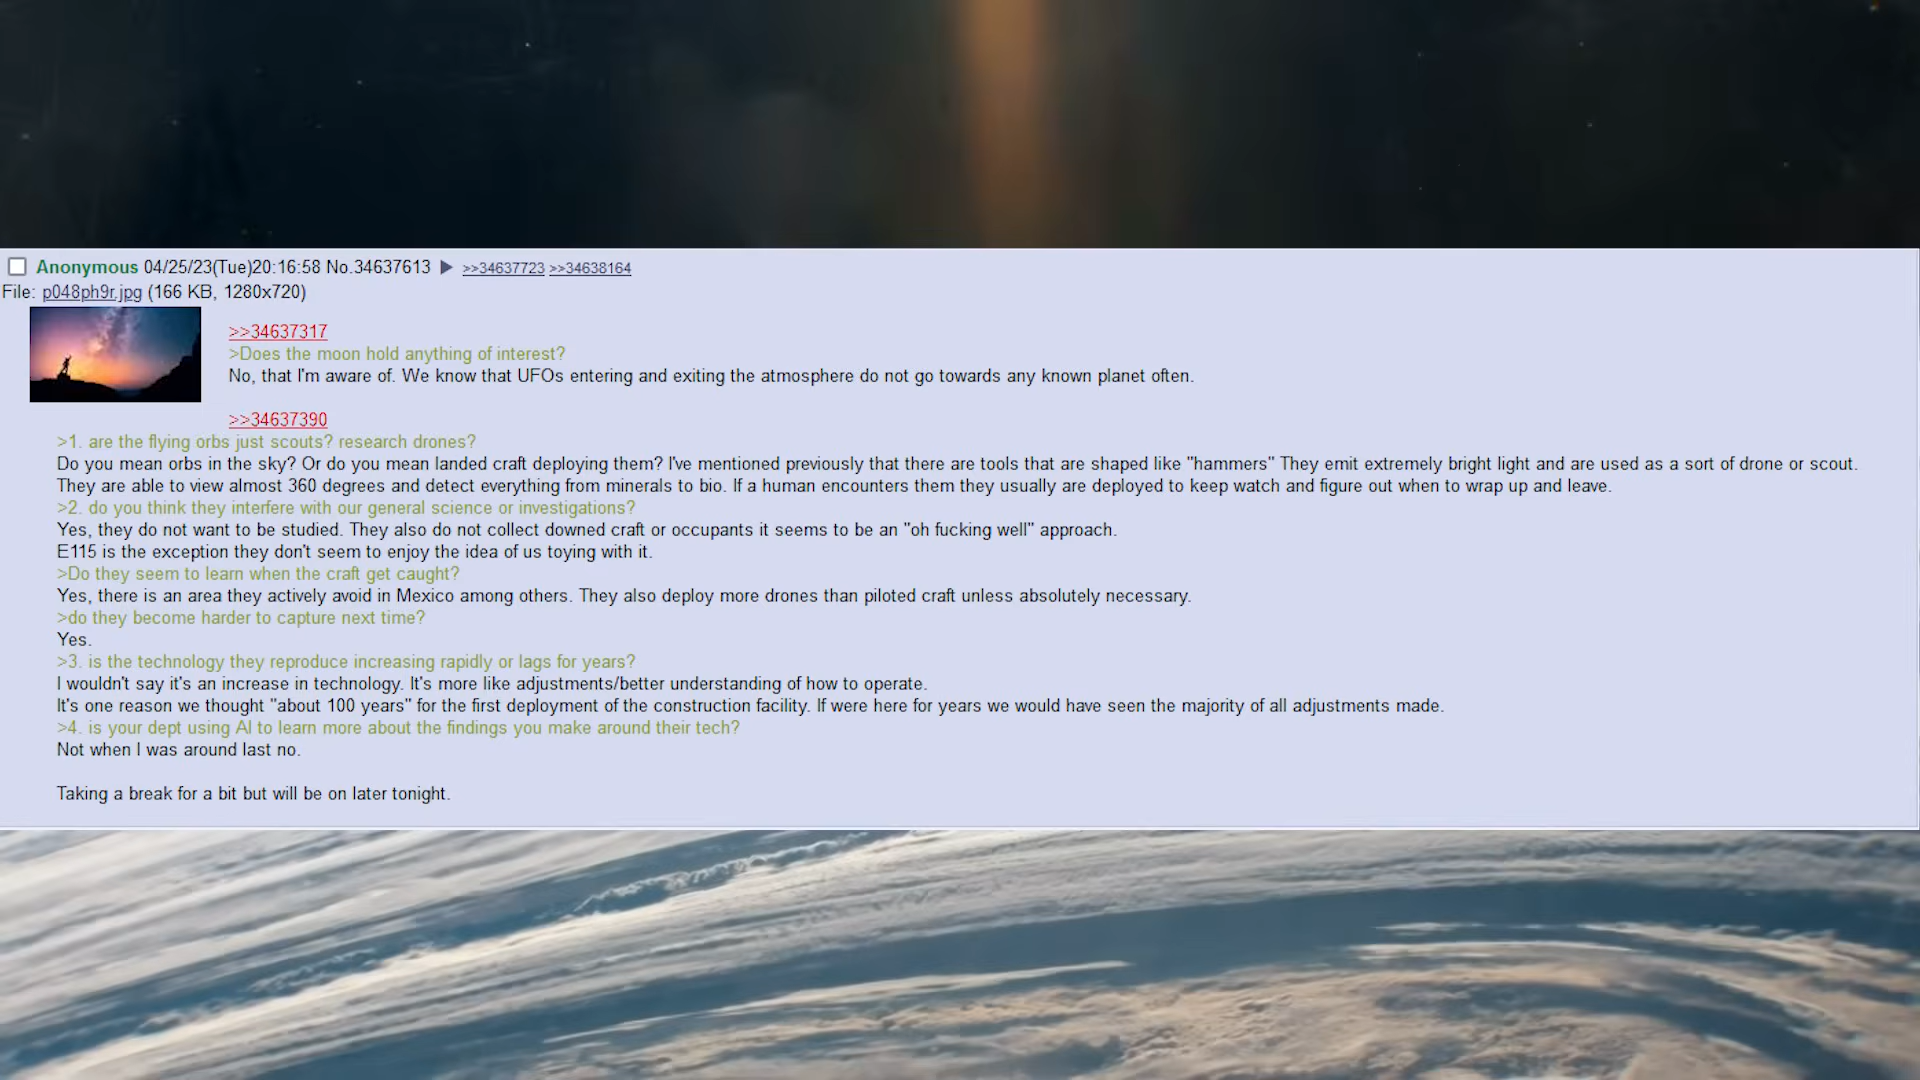 Anonymous 04/25/23(Tue)20:16:58 No.34637613 ▶ >>34637723 >>34638164
File: p048ph9r.jpg (166 KB, 1280x720)
>>34637317
>Does the moon hold anything of interest?
No, that I'm aware of. We know that UFOs entering and exiting the atmosphere do not go towards any known planet often.
>>34637390
>1. are the flying orbs just scouts? research drones?
Do you mean orbs in the sky? Or do you mean landed craft deploying them? I've mentioned previously that there are tools that are shaped like "hammers" They emit extremely bright light and are used as a sort of drone or scout.
They are able to view almost 360 degrees and detect everything from minerals to bio. If a human encounters them they usually are deployed to keep watch and figure out when to wrap up and leave.
>2. do you think they interfere with our general science or investigations?
Yes, they do not want to be studied. They also do not collect downed craft or occupants it seems to be an "oh fucking well" approach.
E115 is the exception they don't seem to enjoy the idea of us toying with it.
>Do they seem to learn when the craft get caught?
Yes, there is an area they actively avoid in Mexico among others. They also deploy more drones than piloted craft unless absolutely necessary.
>do they become harder to capture next time?
Yes.
>3. is the technology they reproduce increasing rapidly or lags for years?
I wouldn't say it's an increase in technology. It's more like adjustments/better understanding of how to operate.
It's one reason we thought "about 100 years" for the first deployment of the construction facility. If were here for years we would have seen the majority of all adjustments made.
>4. is your dept using AI to learn more about the findings you make around their tech?
Not when I was around last no.
Taking a break for a bit but will be on later tonight.